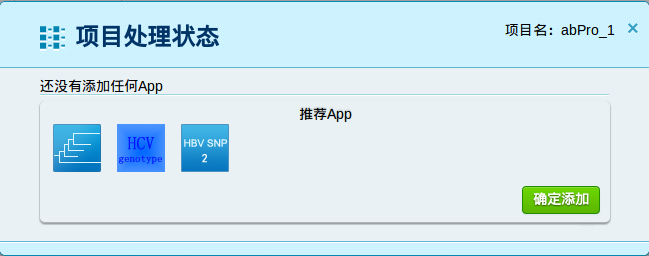 项目处理状态
项目名：abPro_1
还没有添加任何App
推荐App
HCV
genotype
HBV SNP
2
确定添加